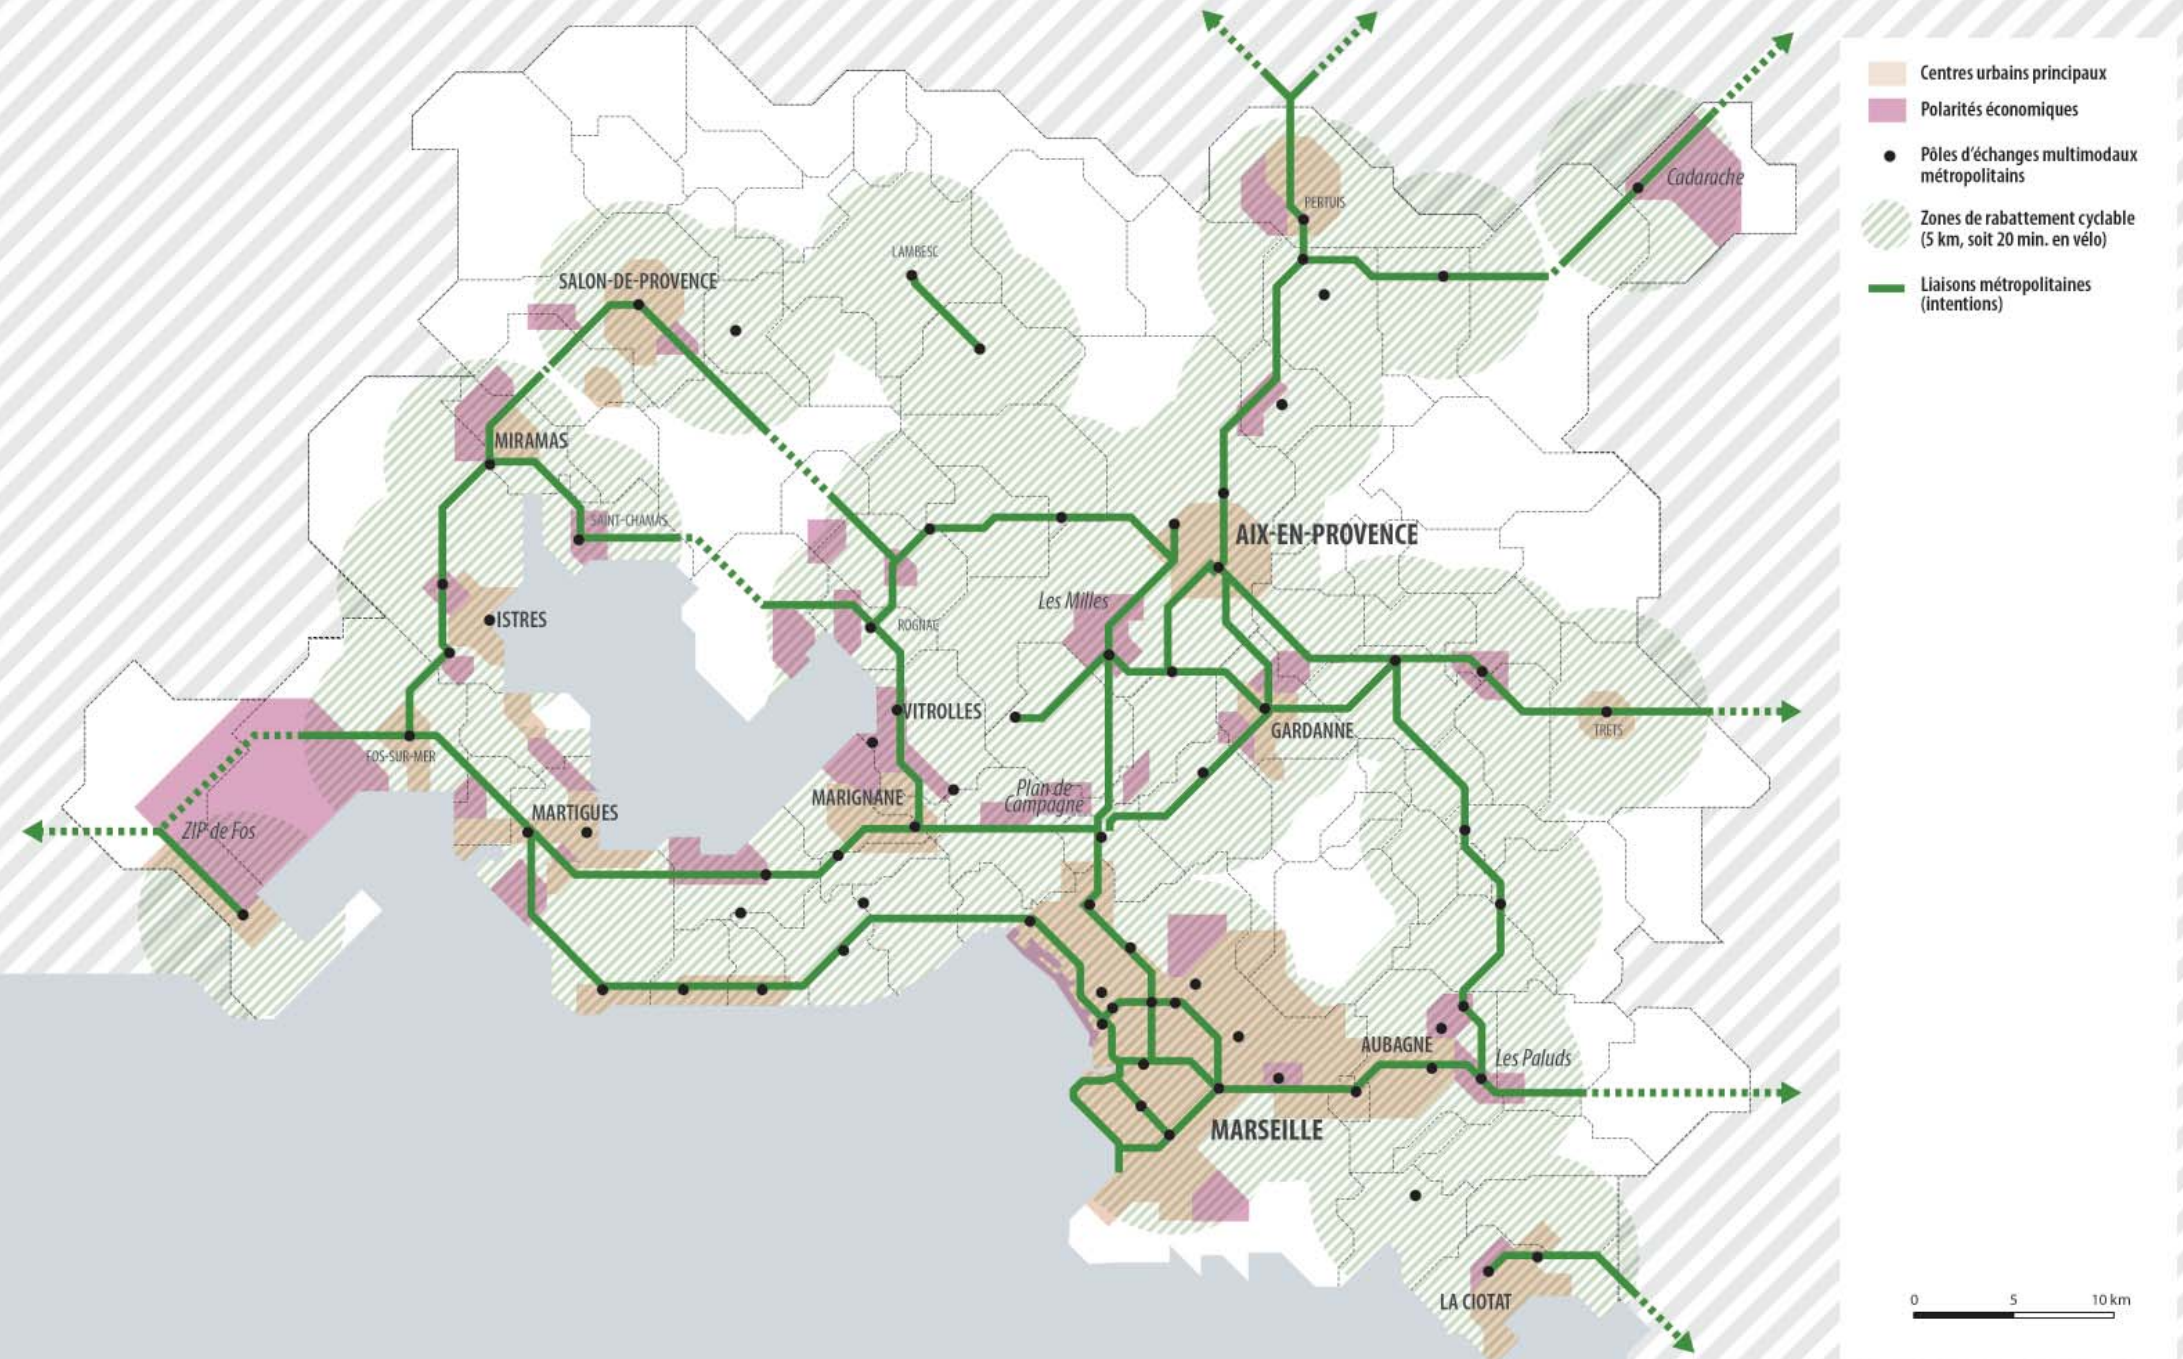 Centres urbains principaux
Polarités économiques
Pôles d'échanges multimodaux
métropolitains
Zones de rabattement cyclable
(5 km, soit 20 min. en vélo)
Liaisons métropolitaines
(intentions)
Cadarache
PERTUIS
LAMBESC
SALON-DE-PROVENCE
MIRAMAS
SAINT-CHAMAS
AIX-EN-PROVENCE
Les Milles
ISTRES
ROGNAC
VITROLLES
GARDANNE
TRETS
FOS-SUR-MER
MARTIGUES
MARIGNANE
Plan de
Campagne
ZIP de Fos
AUBAGNE
Les Paluds
MARSEILLE
LA CIOTAT
0 5 10 km